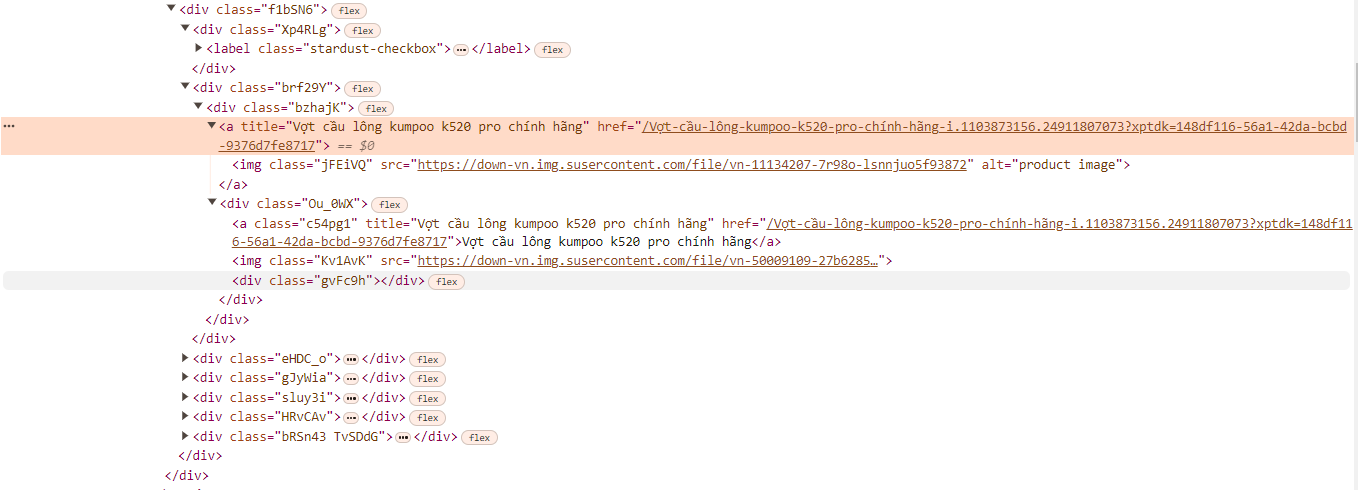 <div class="f1bSN6"> flex
<div class="Xp4RLg"> flex
<label class="stardust-checkbox"> … </label> flex
</div>
<div class="brf29Y"> flex
<div class="bzhajK"> flex
… <a title="Vợt cầu lông kumpoo k520 pro chính hãng" href="/Vợt-cầu-lông-kumpoo-k520-pro-chính-hãng-i.1103873156.24911807073?xptdk=148df116-56a1-42da-bcbd
-9376d7fe8717"> == $0
<img class="jFEiVQ" src="https://down-vn.img.susercontent.com/file/vn-11134207-7r98o-lsnnjuo5f93872" alt="product image">
</a>
<div class="Ou_0WX"> flex
<a class="c54pg1" title="Vợt cầu lông kumpoo k520 pro chính hãng" href="/Vợt-cầu-lông-kumpoo-k520-pro-chính-hãng-i.1103873156.24911807073?xptdk=148df11
6-56a1-42da-bcbd-9376d7fe8717">Vợt cầu lông kumpoo k520 pro chính hãng</a>
<img class="Kv1AvK" src="https://down-vn.img.susercontent.com/file/vn-50009109-27b6285…">
<div class="gvFc9h"></div> flex
</div>
</div>
</div>
<div class="eHDC_o"> … </div> flex
<div class="gJyWia"> … </div> flex
<div class="sluy3i"> … </div> flex
<div class="HRvCAv"> … </div> flex
<div class="bRSn43 TvSDdG"> … </div> flex
</div>
</div>